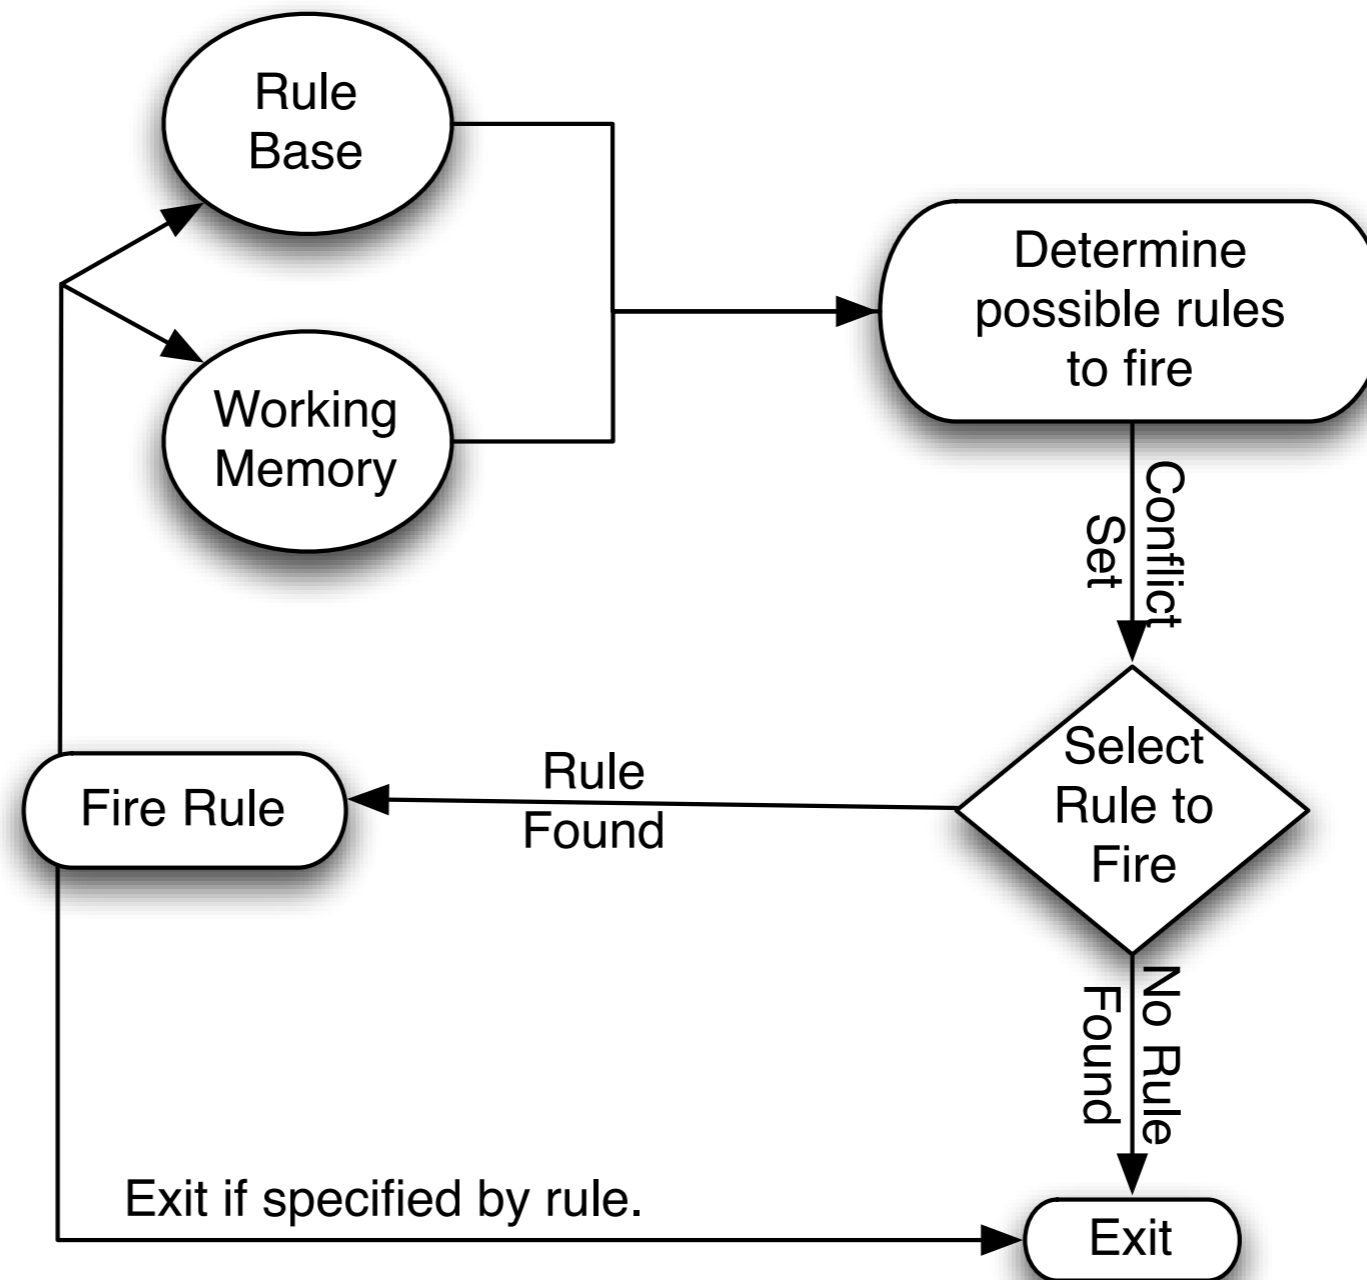 Rule
Base
Determine
possible rules
to fire
Working
Memory
Conflict
Set
Select
Rule to
Fire
Rule
Found
Fire Rule
No Rule
Found
Exit if specified by rule.
Exit